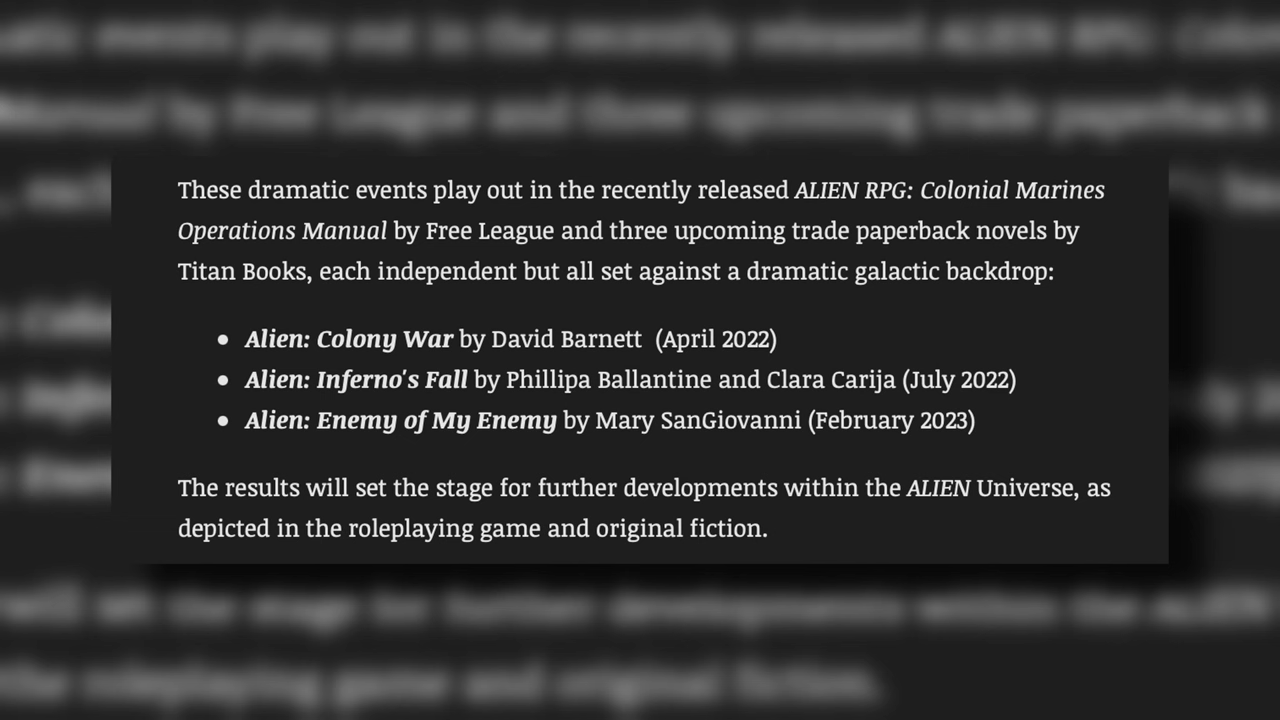 These dramatic events play out in the recently released ALIEN RPG: Colonial Marines
Operations Manual by Free League and three upcoming trade paperback novels by
Titan Books, each independent but all set against a dramatic galactic backdrop:
• Alien: Colony War by David Barnett (April 2022)
• Alien: Inferno's Fall by Phillipa Ballantine and Clara Carija (July 2022)
• Alien: Enemy of My Enemy by Mary SanGiovanni (February 2023)
The results will set the stage for further developments within the ALIEN Universe, as
depicted in the roleplaying game and original fiction.